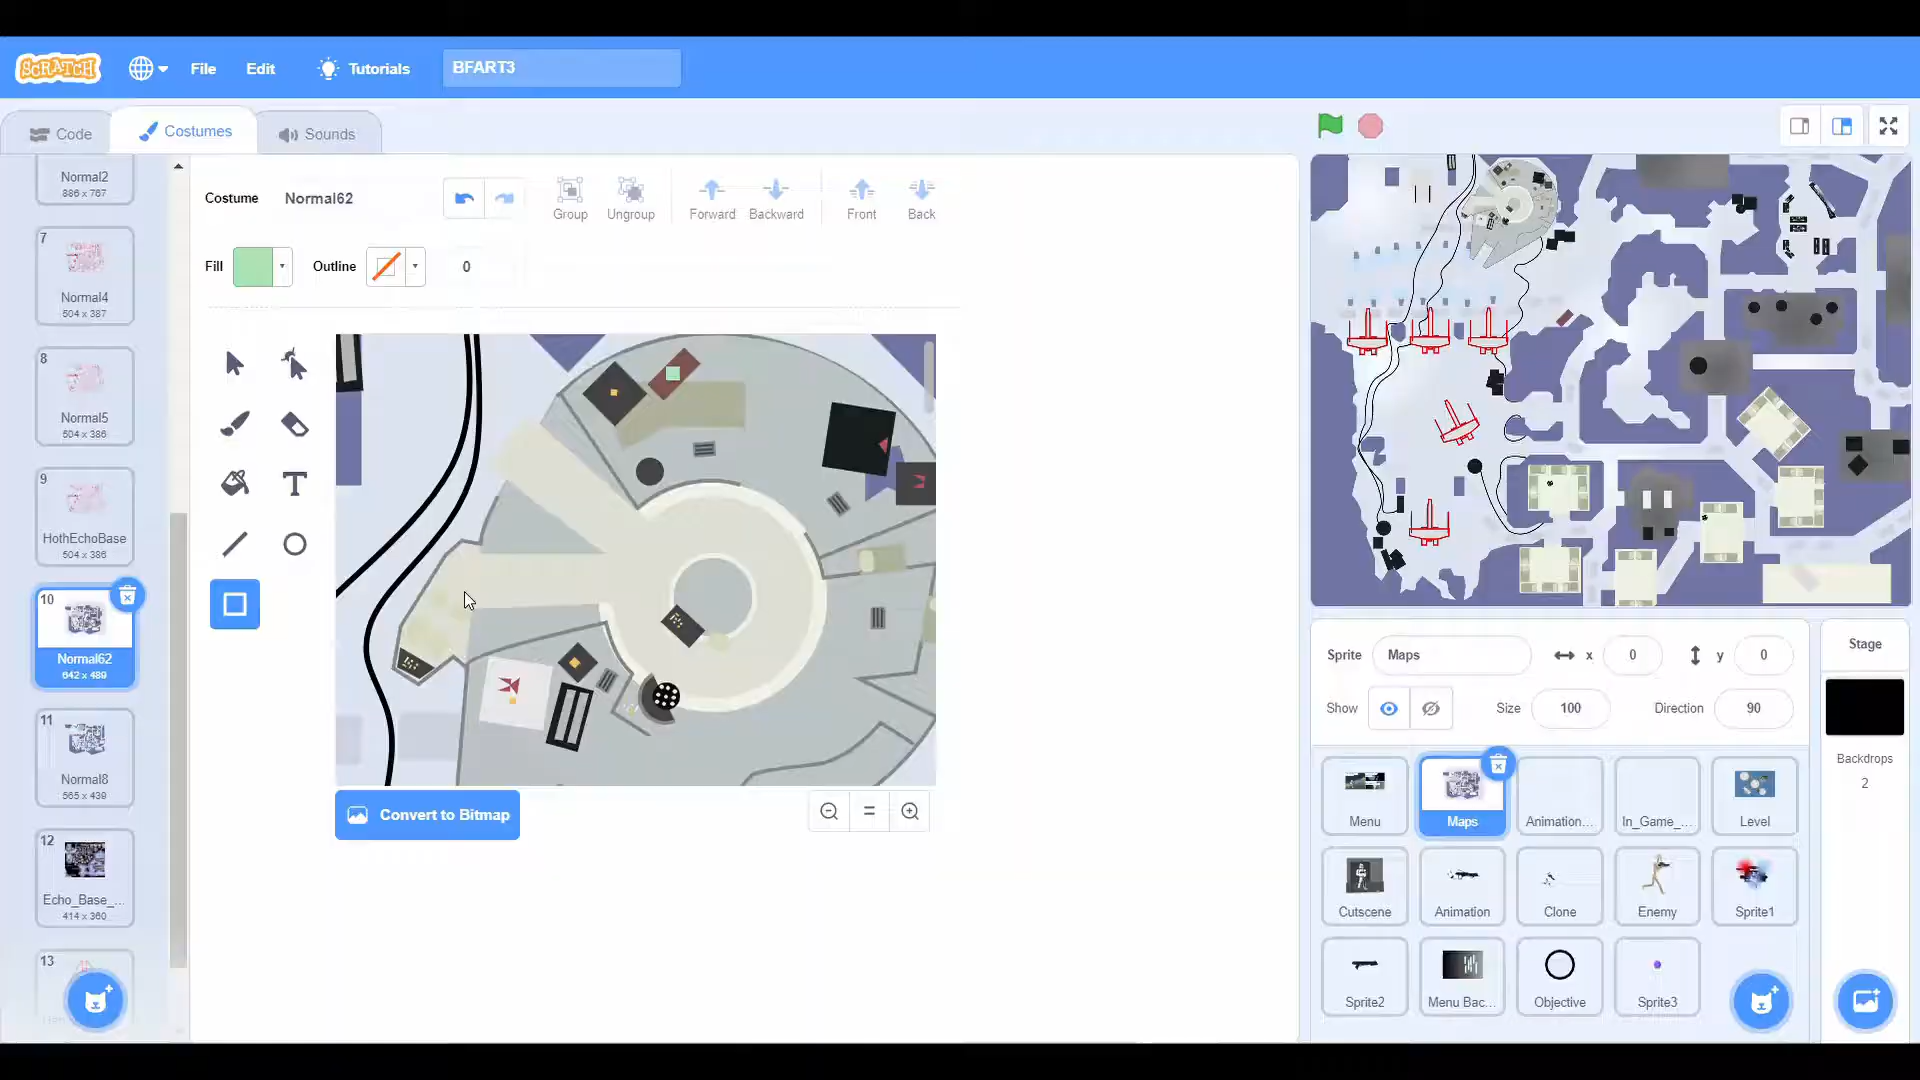 SCRATCH
File
Edit
Tutorials
BFART3
Code
Costumes
Sounds
Normal2
886 x 767
7
Normal4
504 x 387
8
Normal5
504 x 386
9
HothEchoBase
504 x 386
10
Normal62
642 x 489
11
Normal8
565 x 439
12
Echo_Base_...
414 x 360
13
Costume
Normal62
Group
Ungroup
Forward
Backward
Front
Back
Fill
Outline
0
T
Convert to Bitmap
Sprite
Maps
x
0
y
0
Show
Size
100
Direction
90
Stage
Backdrops
2
Menu
Maps
Animation...
In_Game_...
Level
Cutscene
Animation
Clone
Enemy
Sprite1
Sprite2
Menu Bac...
Objective
Sprite3